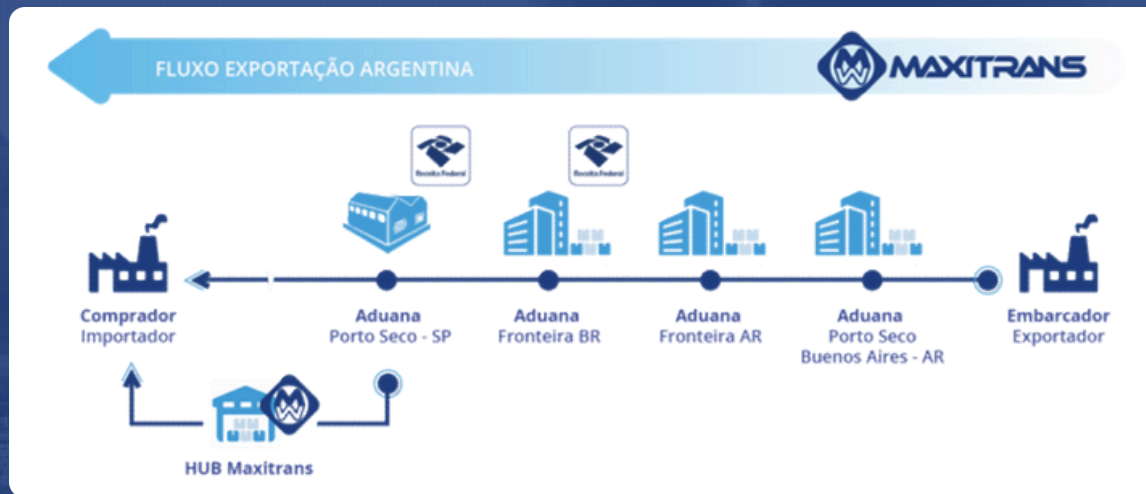 FLUXO EXPORTAÇÃO ARGENTINA
MAXITRANS
Receita Federal
Receita Federal
Comprador
Importador
Aduana
Porto Seco - SP
Aduana
Fronteira BR
Aduana
Fronteira AR
Aduana
Porto Seco
Buenos Aires - AR
Embarcador
Exportador
HUB Maxitrans